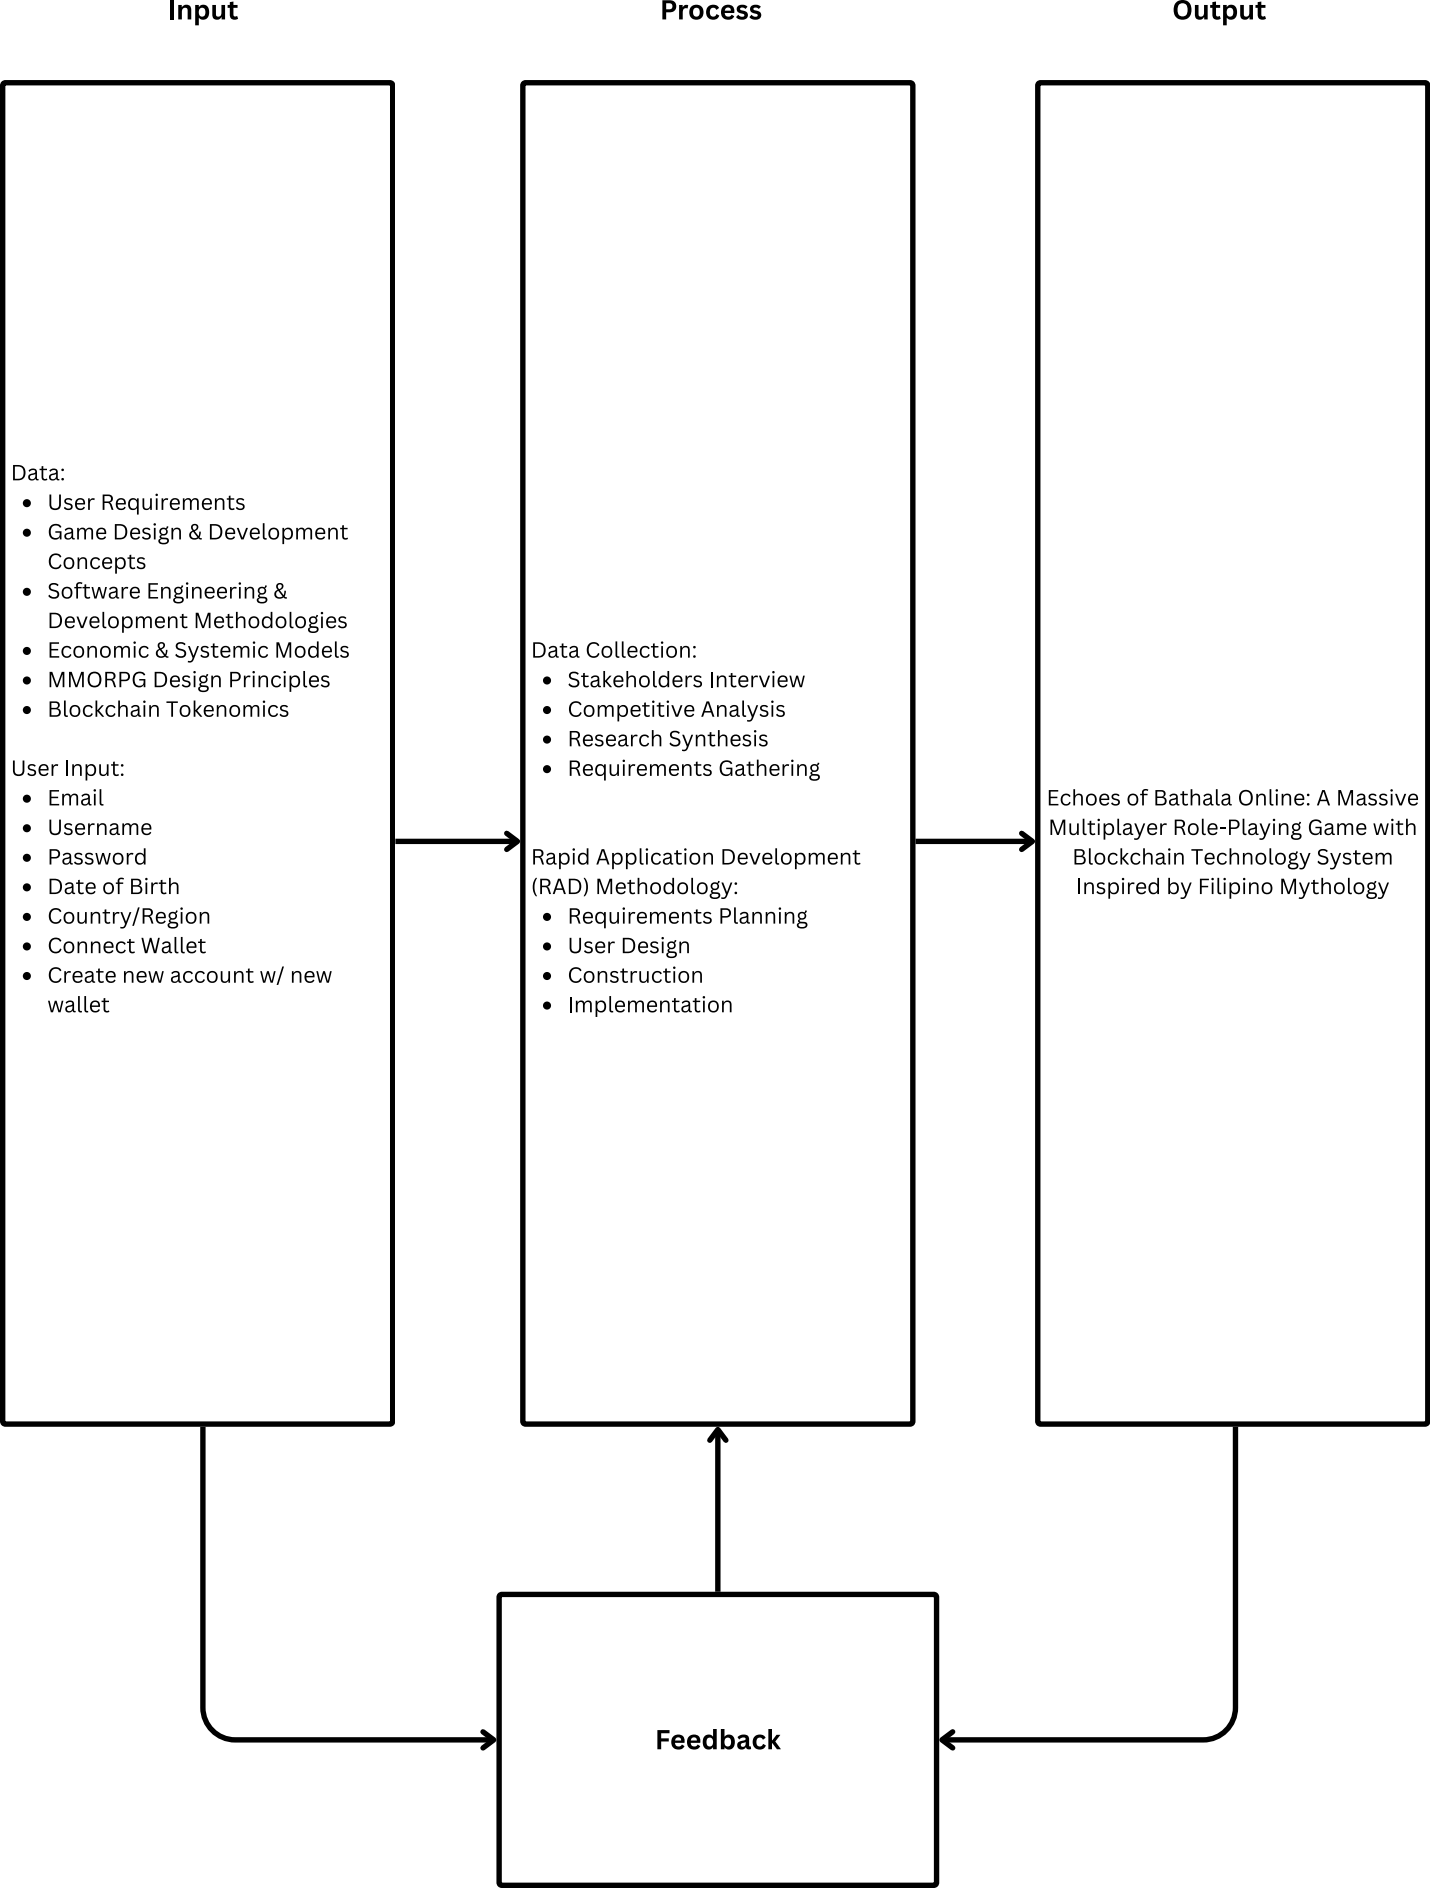 Input
Process
Output
Data:
• User Requirements
• Game Design & Development
Concepts
• Software Engineering &
Development Methodologies
• Economic & Systemic Models
• MMORPG Design Principles
• Blockchain Tokenomics
User Input:
• Email
• Username
• Password
• Date of Birth
• Country/Region
• Connect Wallet
• Create new account w/ new
wallet
Data Collection:
• Stakeholders Interview
• Competitive Analysis
• Research Synthesis
• Requirements Gathering
Rapid Application Development
(RAD) Methodology:
• Requirements Planning
• User Design
• Construction
• Implementation
Echoes of Bathala Online: A Massive
Multiplayer Role-Playing Game with
Blockchain Technology System
Inspired by Filipino Mythology
Feedback